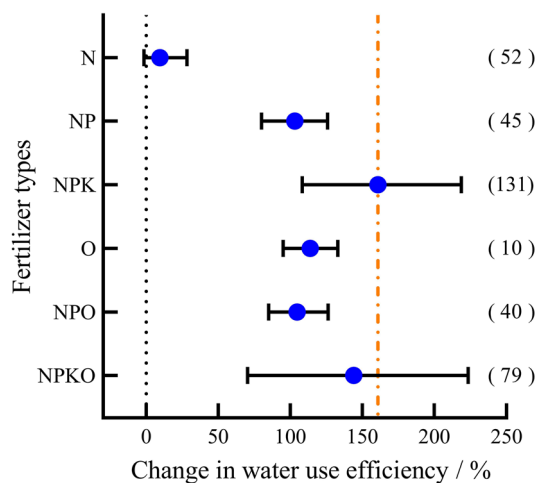 N ( 52 )
NP ( 45 )
NPK (131)
O ( 10 )
NPO ( 40 )
NPKO ( 79 )
Fertilizer types
0 50 100 150 200 250
Change in water use efficiency / %